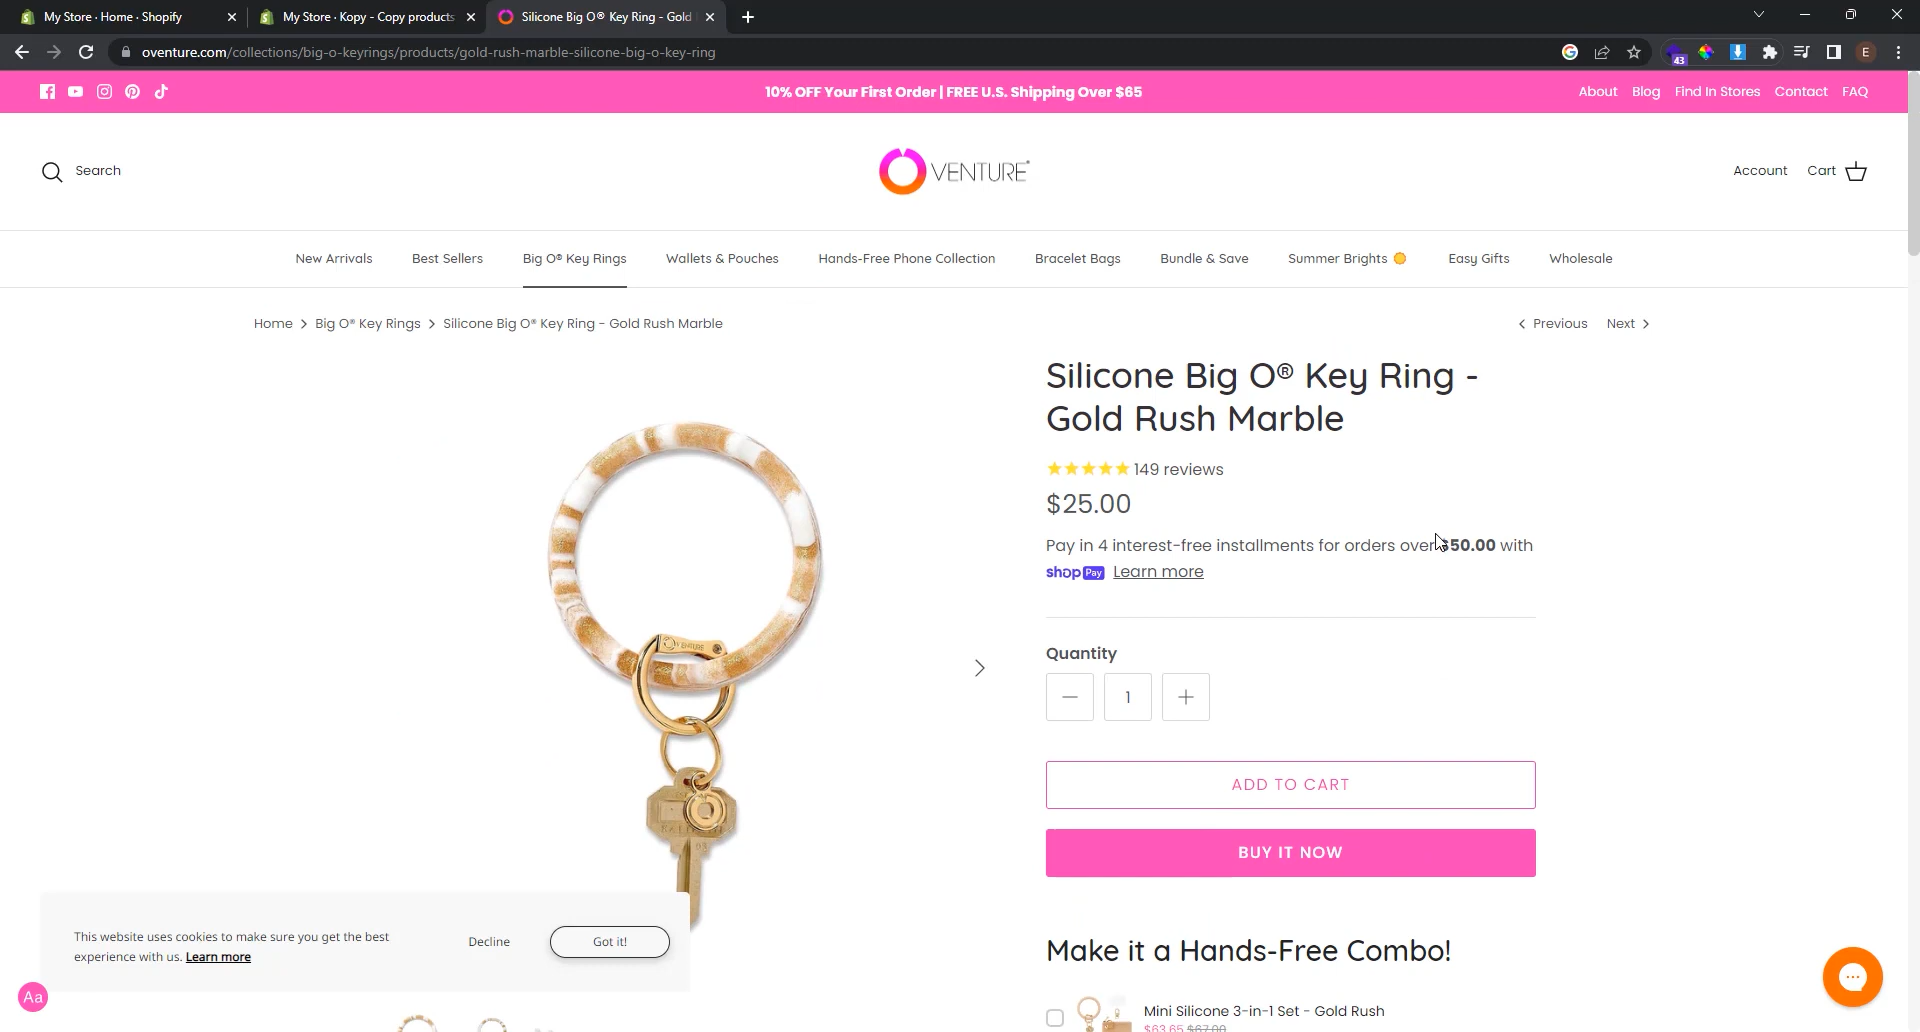 My Store · Home · Shopify
My Store · Kopy - Copy products
Silicone Big O® Key Ring - Gold
oventure.com/collections/big-o-keyrings/products/gold-rush-marble-silicone-big-o-key-ring
43
E
10% OFF Your First Order | FREE U.S. Shipping Over $65
About Blog Find In Stores Contact FAQ
Search
VENTURE
Account Cart
New Arrivals Best Sellers Big O® Key Rings Wallets & Pouches Hands-Free Phone Collection Bracelet Bags Bundle & Save Summer Brights Easy Gifts Wholesale
Home > Big O® Key Rings > Silicone Big O® Key Ring - Gold Rush Marble
< Previous Next >
Silicone Big O® Key Ring -
Gold Rush Marble
149 reviews
$25.00
Pay in 4 interest-free installments for orders over $50.00 with
shop Pay Learn more
Quantity
1
ADD TO CART
BUY IT NOW
Make it a Hands-Free Combo!
Mini Silicone 3-in-1 Set - Gold Rush
$63.65 $67.00
This website uses cookies to make sure you get the best
experience with us. Learn more
Decline
Got it!
Aa